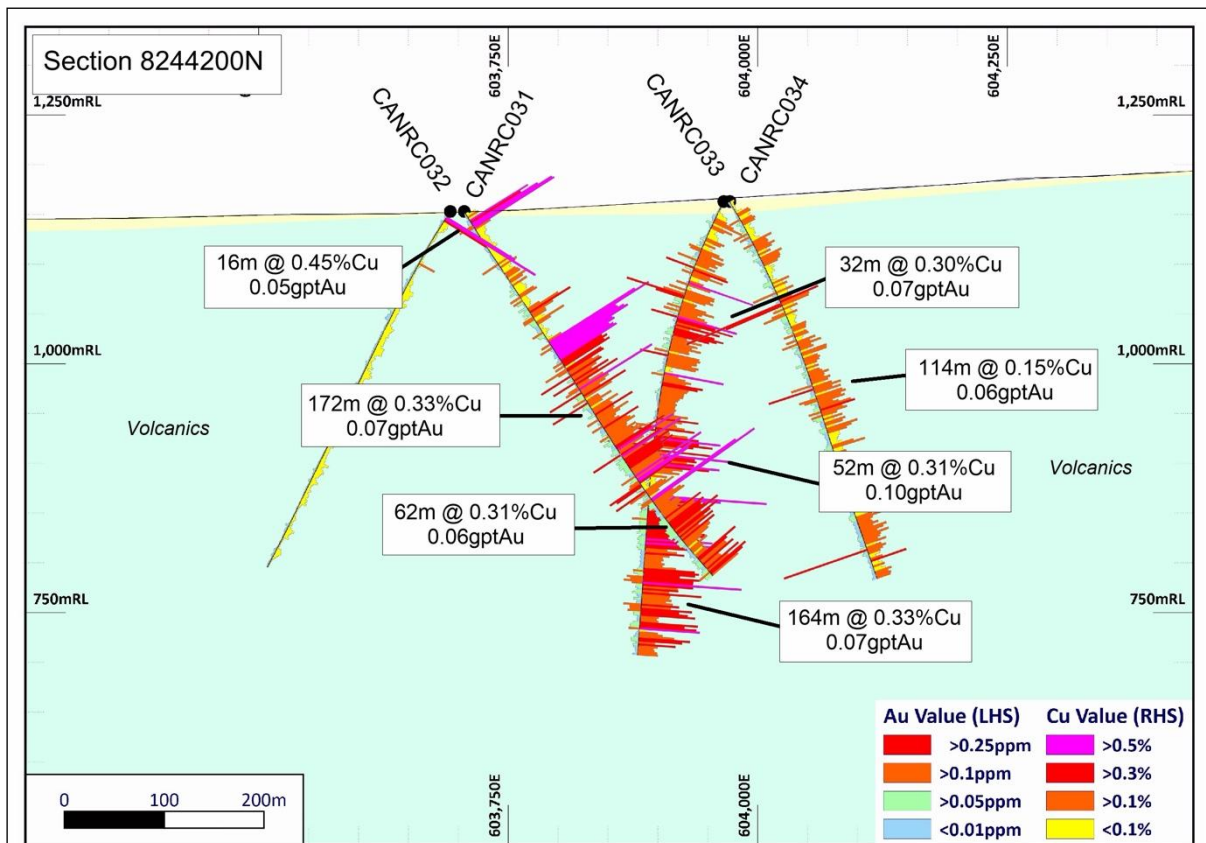 Section 8244200N
603,750E
604,000E
604,250E
1,250mRL
1,250mRL
CANRC032
CANRC031
CANRC033
CANRC034
16m @ 0.45%Cu
0.05gptAu
32m @ 0.30%Cu
0.07gptAu
1,000mRL
1,000mRL
172m @ 0.33%Cu
0.07gptAu
114m @ 0.15%Cu
0.06gptAu
Volcanics
Volcanics
52m @ 0.31%Cu
0.10gptAu
62m @ 0.31%Cu
0.06gptAu
750mRL
750mRL
164m @ 0.33%Cu
0.07gptAu
Au Value (LHS)
>0.25ppm
>0.1ppm
>0.05ppm
<0.01ppm
Cu Value (RHS)
>0.5%
>0.3%
>0.1%
<0.1%
0 100 200m
603,750E
604,000E